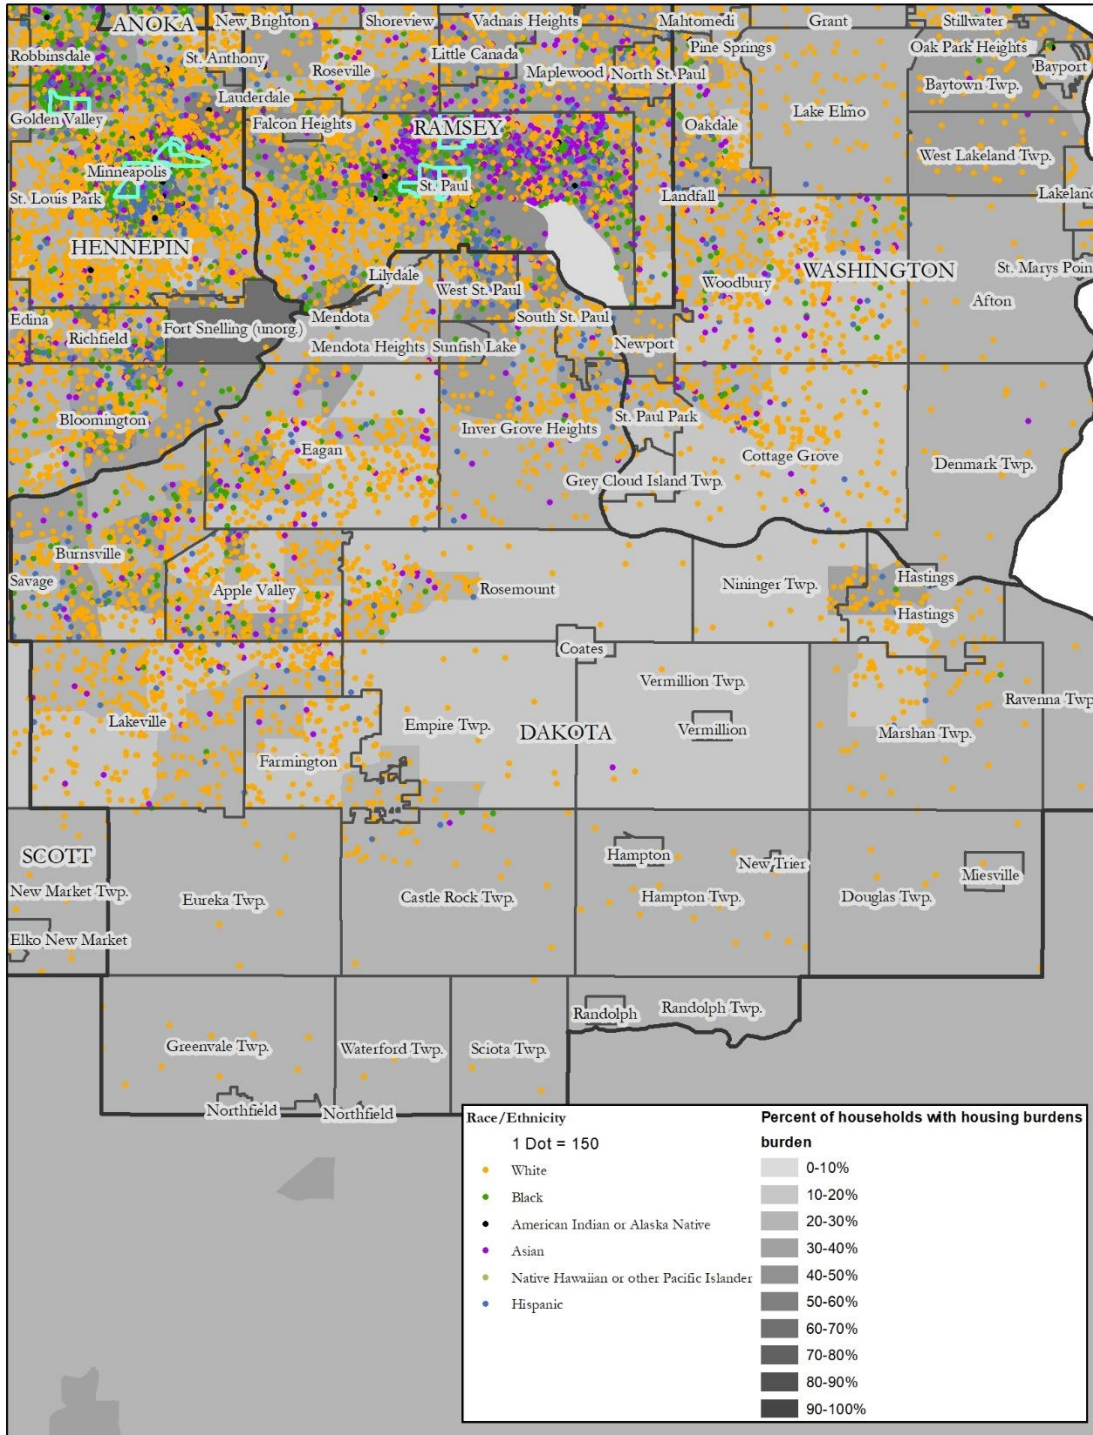 ANOKA
New Brighton
Shoreview
Vadnais Heights
Mahtomedi
Grant
Stillwater
Robbinsdale
St. Anthony
Roseville
Little Canada
Maplewood
North St. Paul
Pine Springs
Oak Park Heights
Bayport
Baytown Twp.
Lauderdale
Golden Valley
Falcon Heights
RAMSEY
Oakdale
Lake Elmo
West Lakeland Twp.
Minneapolis
St. Paul
St. Louis Park
Landfall
Lakeland
HENNEPIN
Lilydale
West St. Paul
Woodbury
WASHINGTON
St. Marys Poin
Afton
Edina
Richfield
Fort Snelling (unorg.)
Mendota
South St. Paul
Mendota Heights
Sunfish Lake
Newport
Bloomington
Eagan
Inver Grove Heights
St. Paul Park
Cottage Grove
Denmark Twp.
Grey Cloud Island Twp.
Burnsville
Savage
Apple Valley
Rosemount
Nininger Twp.
Hastings
Hastings
Coates
Vermillion Twp.
Ravenna Twp
Lakeville
Empire Twp.
DAKOTA
Vermillion
Marshan Twp.
Farmington
SCOTT
Hampton
New Trier
Miesville
New Market Twp.
Eureka Twp.
Castle Rock Twp.
Hampton Twp.
Douglas Twp.
Elko New Market
Randolph
Randolph Twp.
Greenvale Twp.
Waterford Twp.
Sciota Twp.
Northfield
Northfield
Race/Ethnicity
1 Dot = 150
White
Black
American Indian or Alaska Native
Asian
Native Hawaiian or other Pacific Islander
Hispanic
Percent of households with housing burdens
burden
0-10%
10-20%
20-30%
30-40%
40-50%
50-60%
60-70%
70-80%
80-90%
90-100%